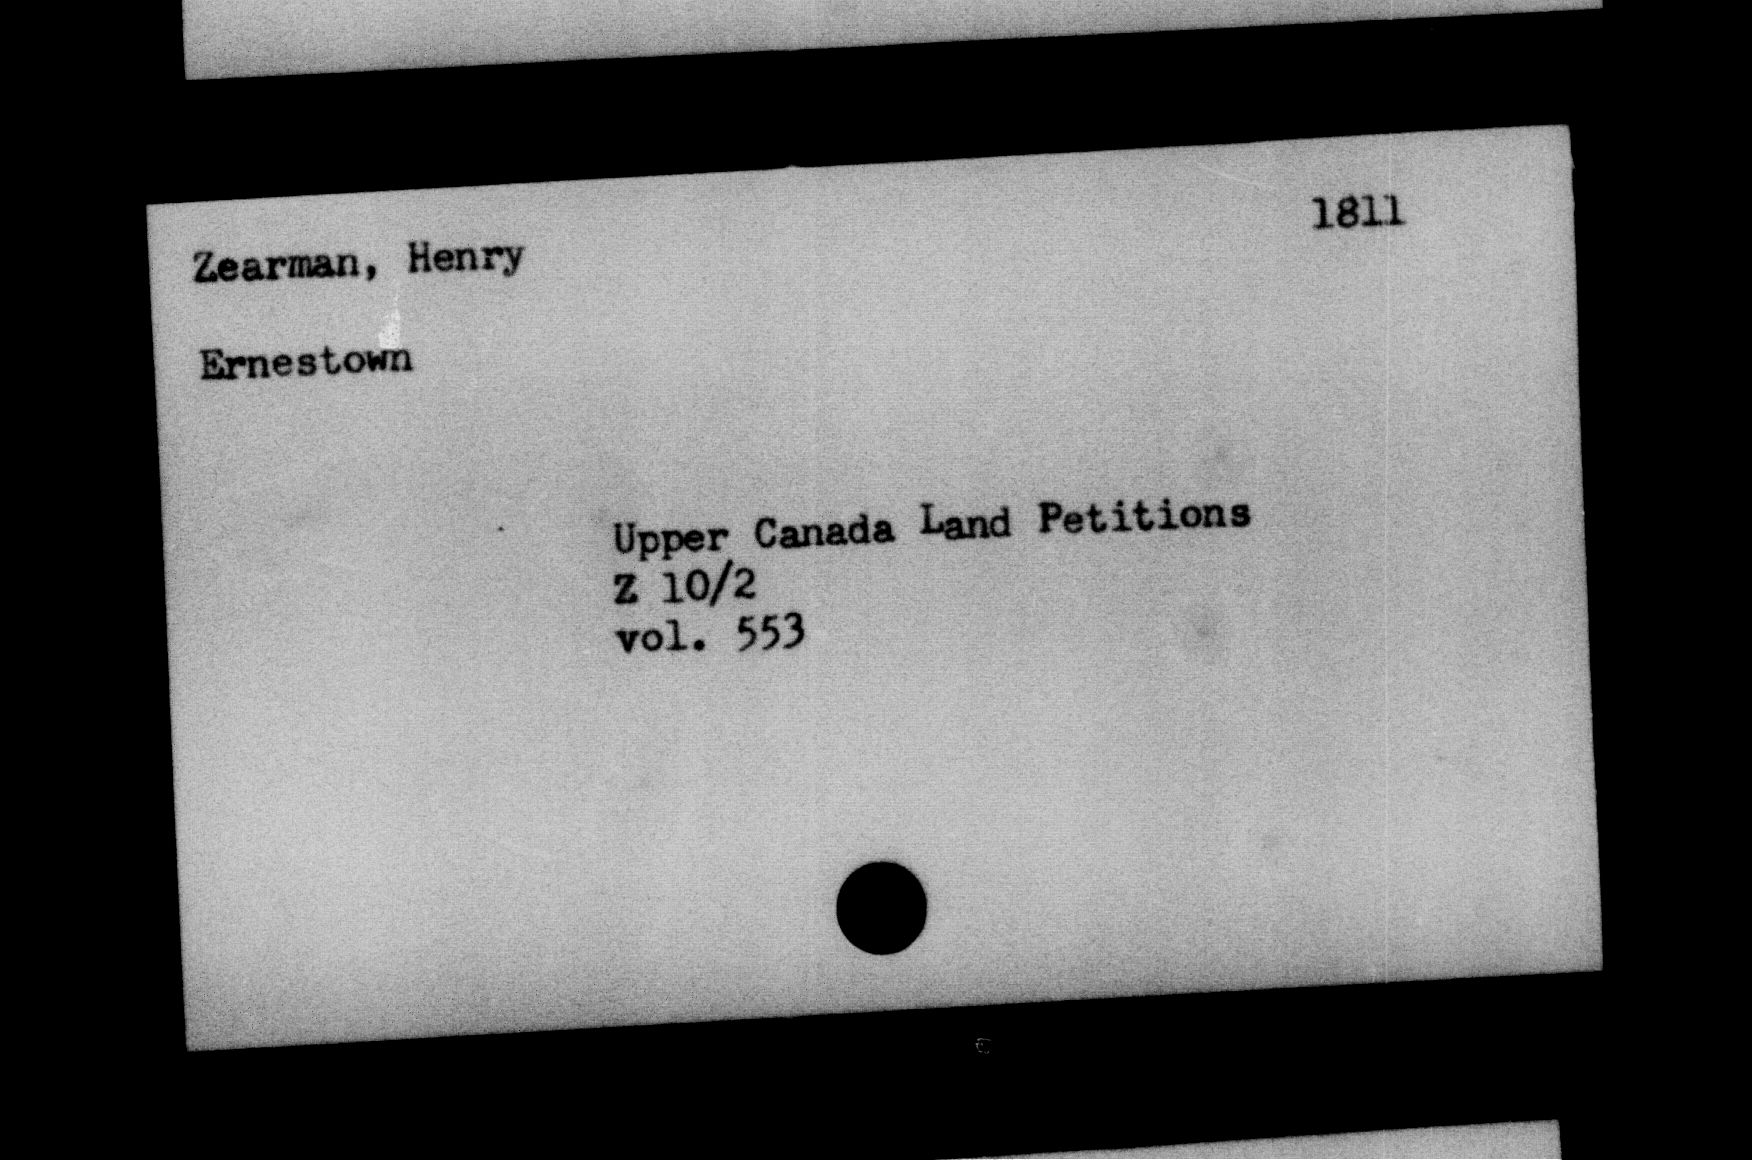 Zearman, Henry 1811
Ernestown
Upper Canada Land Petitions
Z 10/2
vol. 553